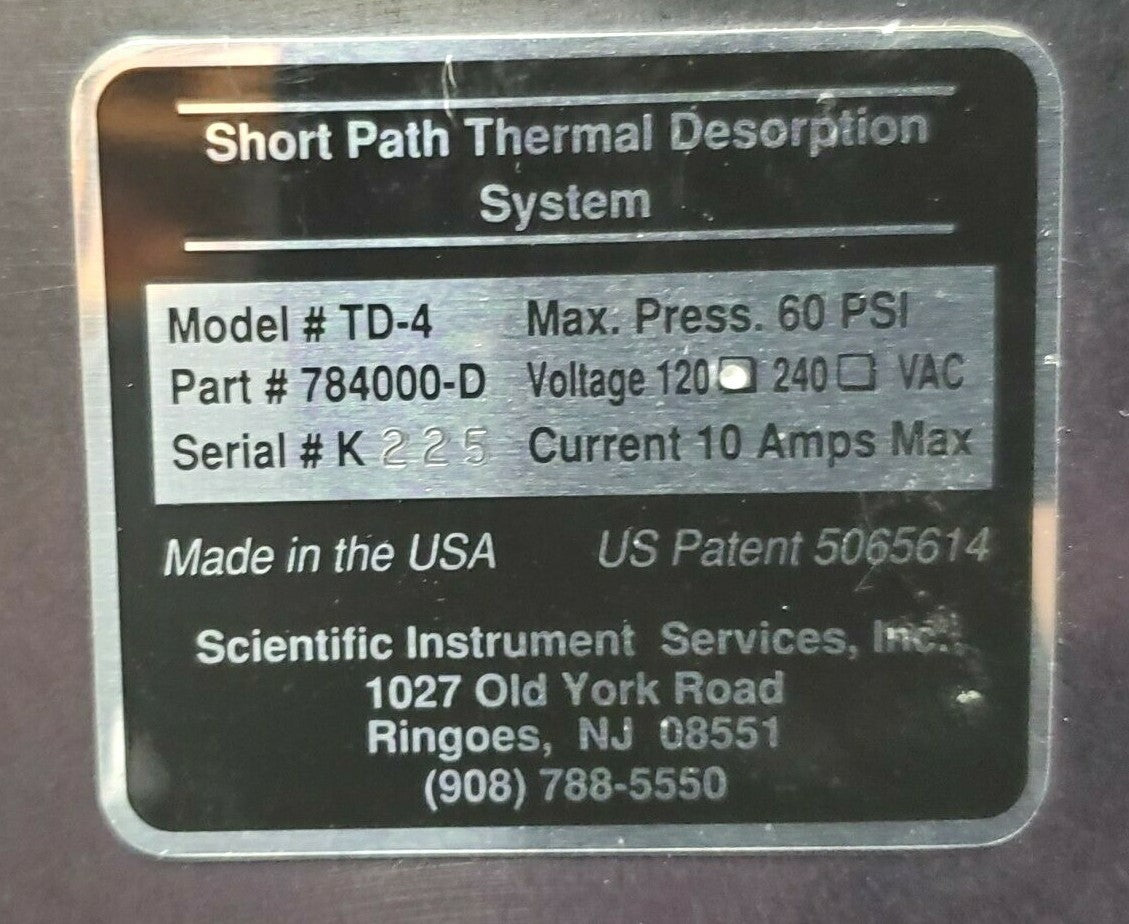 Short Path Thermal Desorption
System
Model # TD-4 Max. Press. 60 PSI
Part # 784000-D Voltage 120 ☐ 240 ☐ VAC
Serial # K 225 Current 10 Amps Max
Made in the USA US Patent 5065614
Scientific Instrument Services, Inc.
1027 Old York Road
Ringoes, NJ 08551
(908) 788-5550